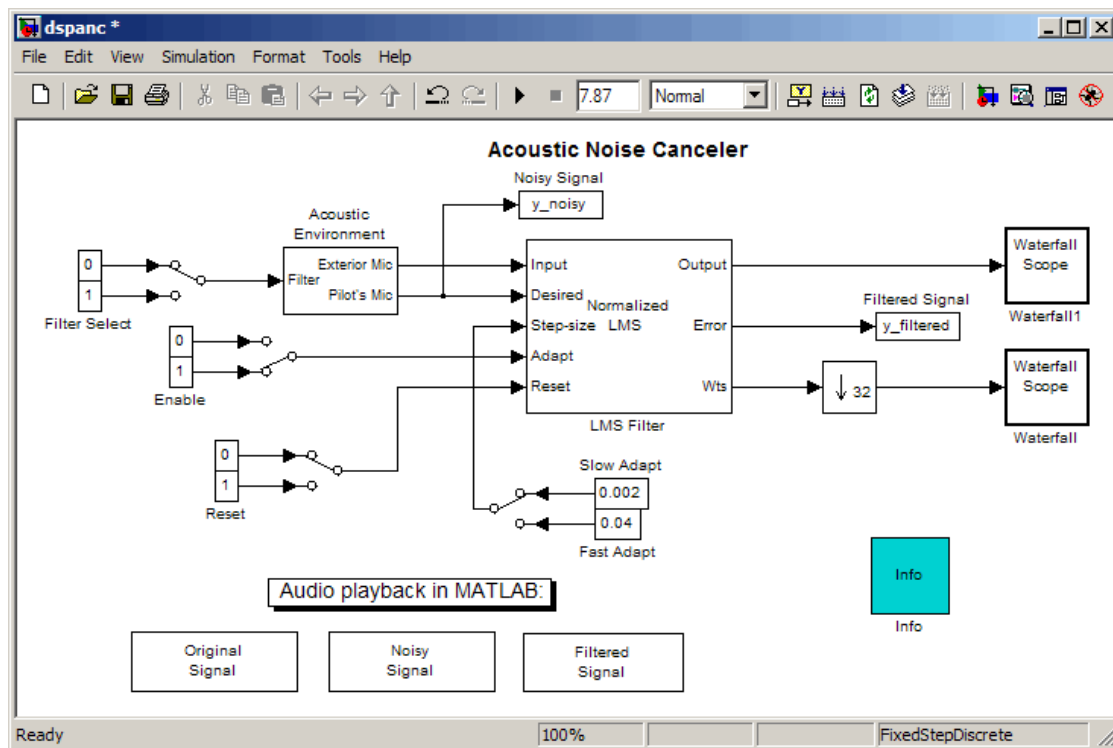 dspanc *
File Edit View Simulation Format Tools Help
7.87 Normal
Acoustic Noise Canceler
Noisy Signal
y_noisy
Acoustic
Environment
Filter
Exterior Mic
Pilot's Mic
0
1
Filter Select
0
1
Enable
0
1
Reset
Input
Desired
Step-size
Adapt
Reset
Normalized
LMS
Output
Error
Wts
LMS Filter
Waterfall
Scope
Waterfall1
Filtered Signal
y_filtered
32
Waterfall
Scope
Waterfall
Slow Adapt
0.002
0.04
Fast Adapt
Info
Info
Audio playback in MATLAB:
Original
Signal
Noisy
Signal
Filtered
Signal
Ready 100% FixedStepDiscrete